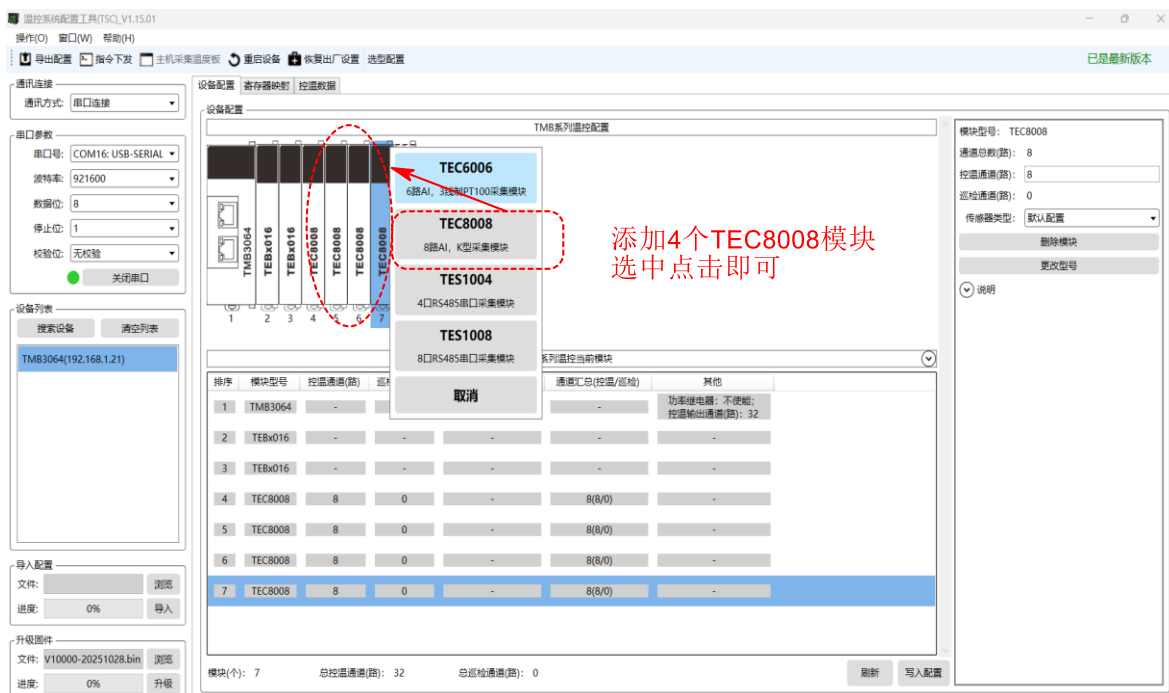 温控系统配置工具(TSC)_V1.15.01
操作(O) 窗口(W) 帮助(H)
导出配置 指令下发 主机采集温度板 重启设备 恢复出厂设置 选型配置
已是最新版本
通讯连接
通讯方式: 串口连接
串口参数
串口号: COM16: USB-SERIAL
波特率: 921600
数据位: 8
停止位: 1
校验位: 无校验
关闭串口
设备列表
搜索设备 清空列表
TMB3064(192.168.1.21)
导入配置
文件: 浏览
进度: 0% 导入
升级固件
文件: V10000-20251028.bin 浏览
进度: 0% 升级
设备配置 寄存器映射 控温数据
设备配置
TMB系列温控配置
TMB3064
TEBx016
TEBx016
TEC8008
TEC8008
TEC8008
TEC8008
1 2 3 4 5 6 7
TEC6006
6路AI, 3线制PT100采集模块
TEC8008
8路AI, K型采集模块
TES1004
4口RS485串口采集模块
TES1008
8口RS485串口采集模块
取消
添加4个TEC8008模块
选中点击即可
系列温控当前模块
排序 模块型号 控温通道(路) 巡检 通道汇总(控温/巡检) 其他
1 TMB3064 - - 功率继电器: 不使能;
控温输出通道(路): 32
2 TEBx016 - - - - -
3 TEBx016 - - - - -
4 TEC8008 8 0 - 8(8/0) -
5 TEC8008 8 0 - 8(8/0) -
6 TEC8008 8 0 - 8(8/0) -
7 TEC8008 8 0 - 8(8/0) -
模块(个): 7 总控温通道(路): 32 总巡检通道(路): 0
刷新 写入配置
模块型号: TEC8008
通道总数(路): 8
控温通道(路): 8
巡检通道(路): 0
传感器类型: 默认配置
删除模块
更改型号
说明